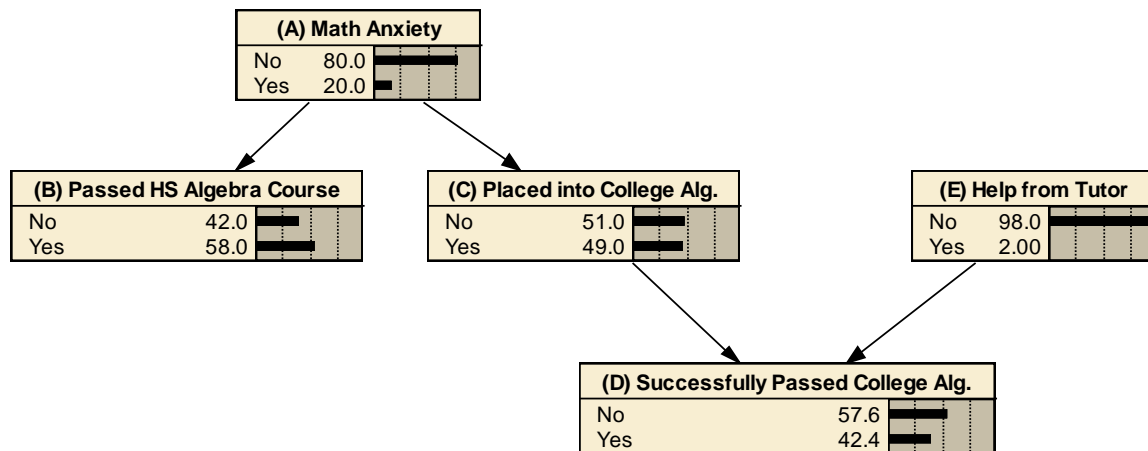 (A) Math Anxiety
No 80.0
Yes 20.0
(B) Passed HS Algebra Course
No 42.0
Yes 58.0
(C) Placed into College Alg.
No 51.0
Yes 49.0
(E) Help from Tutor
No 98.0
Yes 2.00
(D) Successfully Passed College Alg.
No 57.6
Yes 42.4